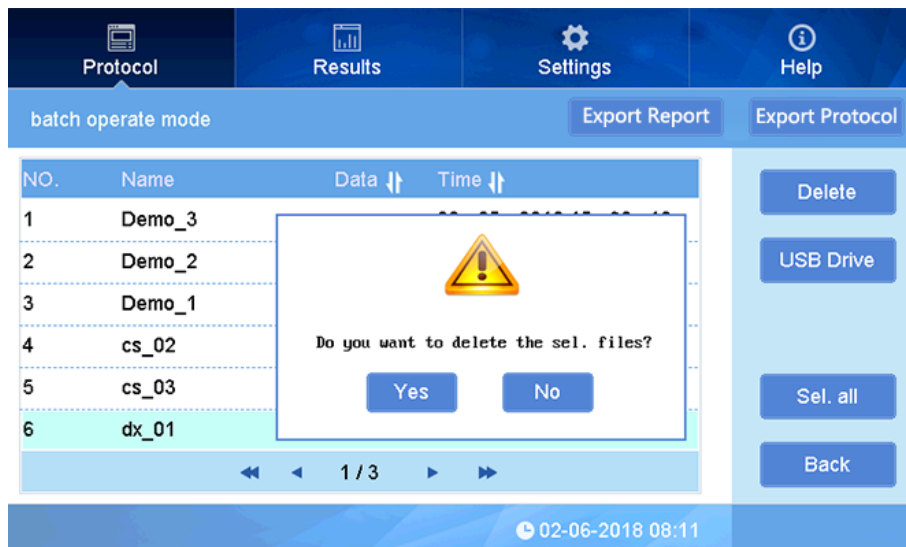 Protocol Results Settings Help
batch operate mode Export Report Export Protocol
NO. Name Data Time
Delete
1 Demo_3
2 Demo_2
USB Drive
3 Demo_1
Do you want to delete the sel. files?
4 cs_02
5 cs_03
Yes No
Sel. all
6 dx_01
1/3
Back
02-06-2018 08:11